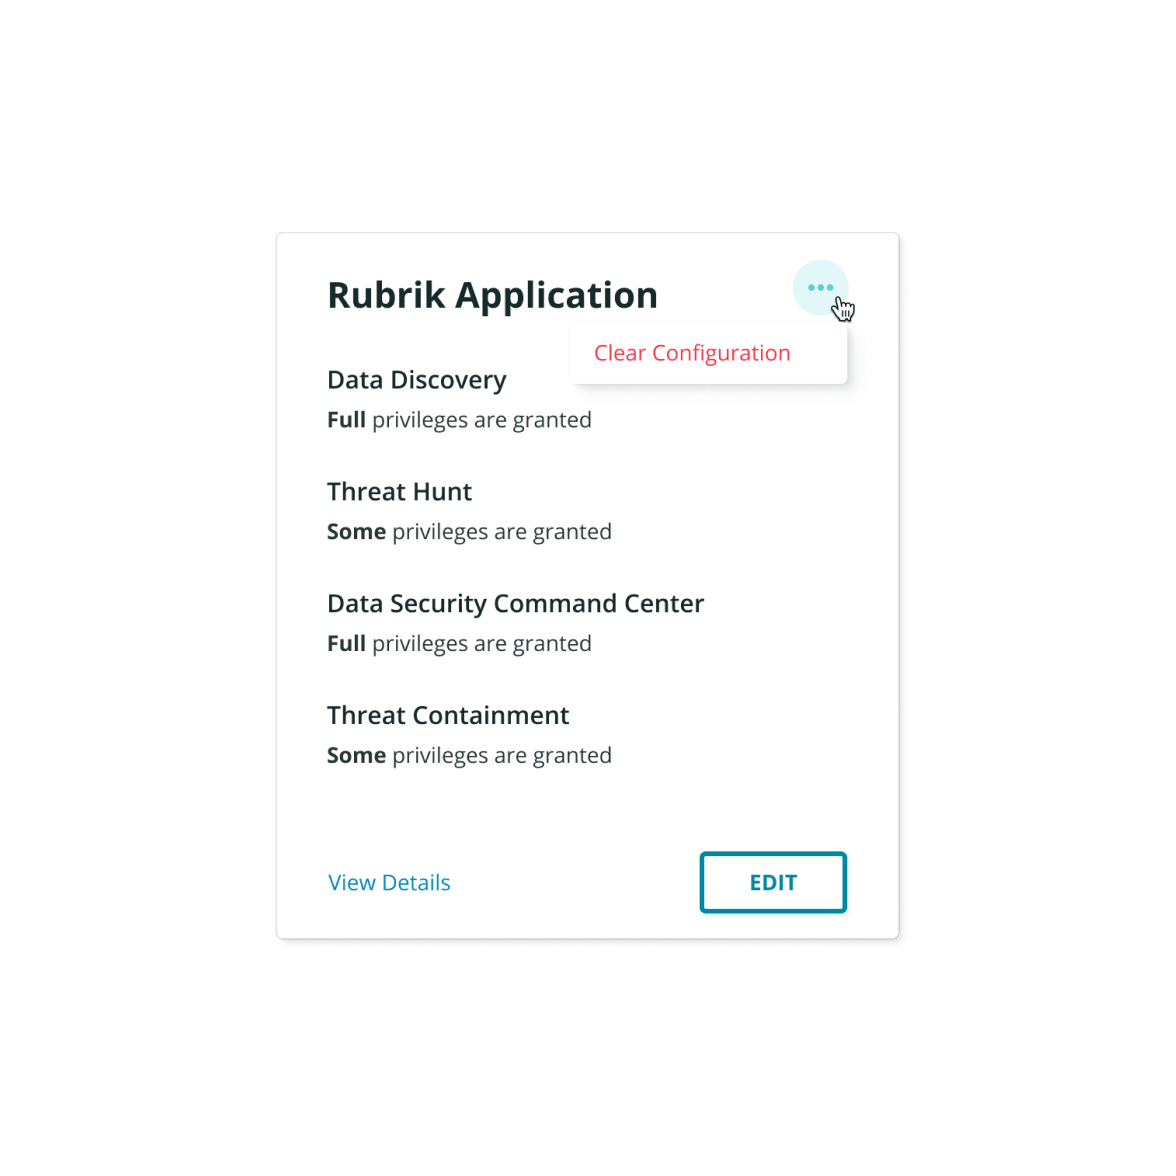 Rubrik Application
Clear Configuration
Data Discovery
Full privileges are granted
Threat Hunt
Some privileges are granted
Data Security Command Center
Full privileges are granted
Threat Containment
Some privileges are granted
View Details
EDIT